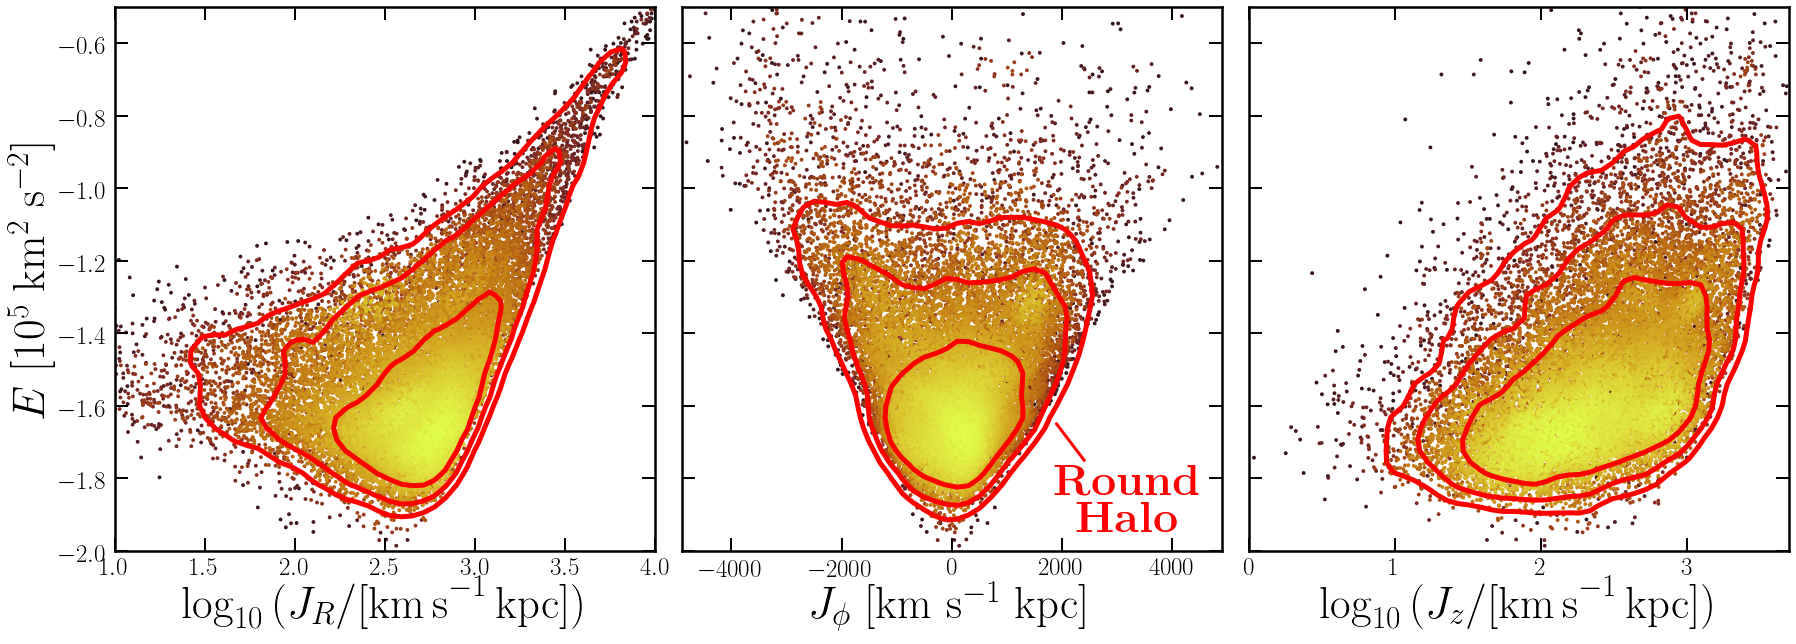 E [10⁵ km² s⁻²]
−0.6
−0.8
−1.0
−1.2
−1.4
−1.6
−1.8
−2.0
1.0 1.5 2.0 2.5 3.0 3.5 4.0
log₁₀ (J_R/[km s⁻¹ kpc])
Round
Halo
−4000 −2000 0 2000 4000
J_ϕ [km s⁻¹ kpc]
0 1 2 3
log₁₀ (J_z/[km s⁻¹ kpc])